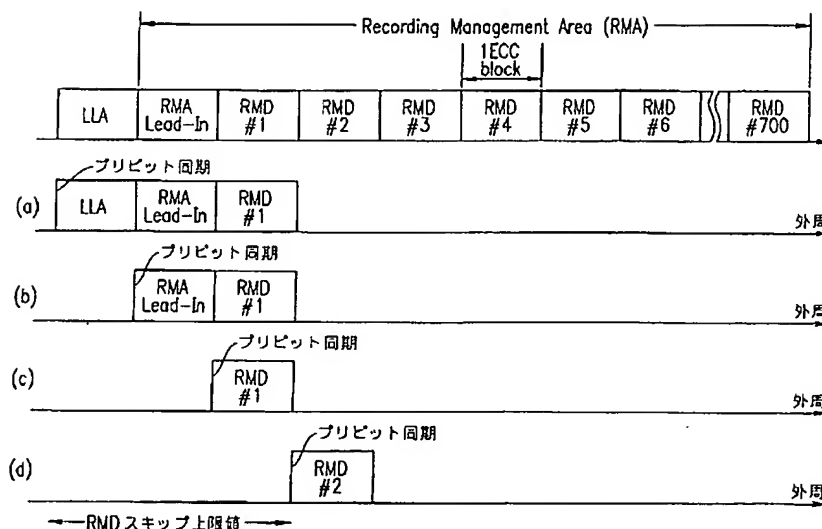 Recording Management Area (RMA)
1ECC
block
LLA
RMA
Lead-In
RMD
#1
RMD
#2
RMD
#3
RMD
#4
RMD
#5
RMD
#6
RMD
#700
プリピット同期
(a)
LLA
RMA
Lead-In
RMD
#1
外周
プリピット同期
(b)
RMA
Lead-In
RMD
#1
外周
プリピット同期
(c)
RMD
#1
外周
プリピット同期
(d)
RMD
#2
外周
RMDスキップ上限値